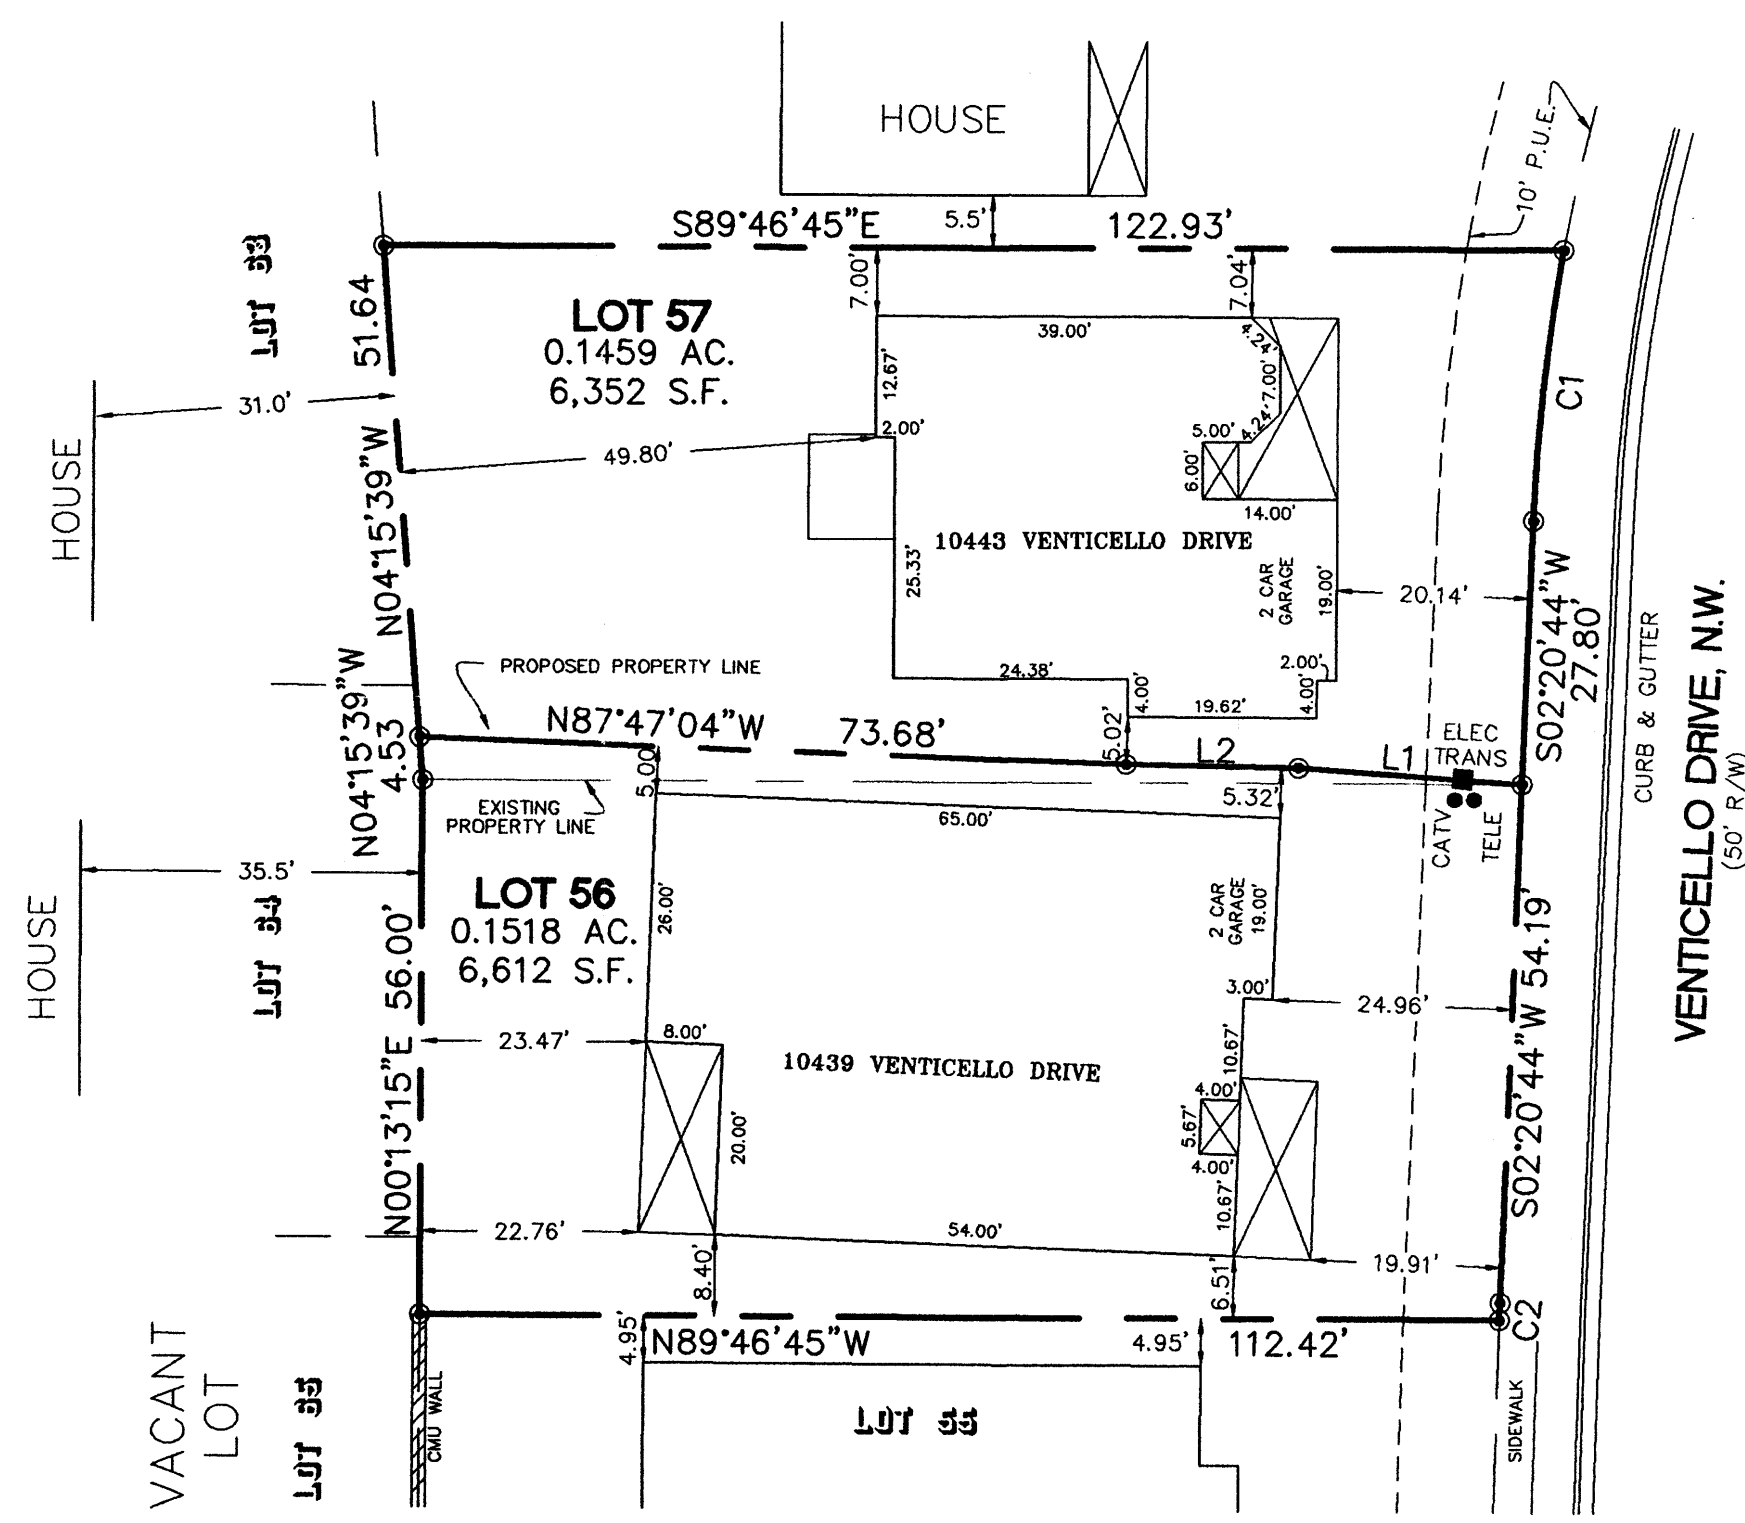 HOUSE
10' P.U.E.
5.5'
S89°46'45"E
122.93'
LOT 33
51.64
7.00'
7.04'
LOT 57
0.1459 AC.
6,352 S.F.
39.00'
4.24'
7.00'
4.24'
12.67'
2.00'
C1
31.0'
49.80'
5.00'
6.00'
14.00'
HOUSE
N04°15'39"W
10443 VENTICELLO DRIVE
25.33'
2 CAR
GARAGE
19.00'
20.14'
S02°20'44"W
27.80'
PROPOSED PROPERTY LINE
24.38'
2.00'
4.00'
4.00'
19.62'
N04°15'39"W
4.53
N87°47'04"W
73.68'
5.02'
L2
L1
ELEC
TRANS
CURB & GUTTER
VENTICELLO DRIVE, N.W.
(50' R/W)
5.00
EXISTING
PROPERTY LINE
5.32'
65.00'
CATV
TELE
35.5'
HOUSE
LOT 34
LOT 56
0.1518 AC.
6,612 S.F.
26.00'
2 CAR
GARAGE
19.00'
3.00'
24.96'
S02°20'44"W 54.19'
N00°13'15"E 56.00'
23.47'
8.00'
10439 VENTICELLO DRIVE
10.67'
4.00'
5.67'
4.00'
20.00'
10.67'
22.76'
54.00'
19.91'
8.40'
6.51'
4.95'
N89°46'45"W
4.95'
112.42'
C2
VACANT
LOT
LOT 35
CMU WALL
LOT 55
SIDEWALK